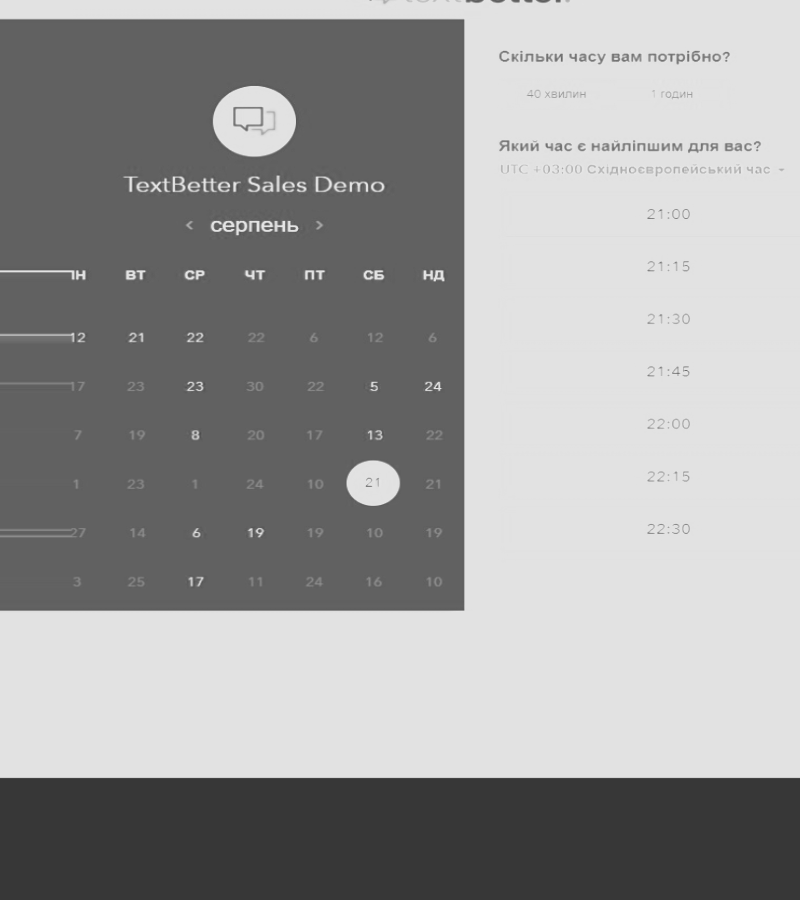 textbetter.
TextBetter Sales Demo
< серпень >
ПН ВТ СР ЧТ ПТ СБ НД
12 21 22 22 6 12 6
17 23 23 30 22 5 24
7 19 8 20 17 13 22
1 23 1 24 10 21 21
27 14 6 19 19 10 19
3 25 17 11 24 16 10
Скільки часу вам потрібно?
40 хвилин 1 годин
Який час є найліпшим для вас?
UTC +03:00 Східноєвропейський час
21:00
21:15
21:30
21:45
22:00
22:15
22:30